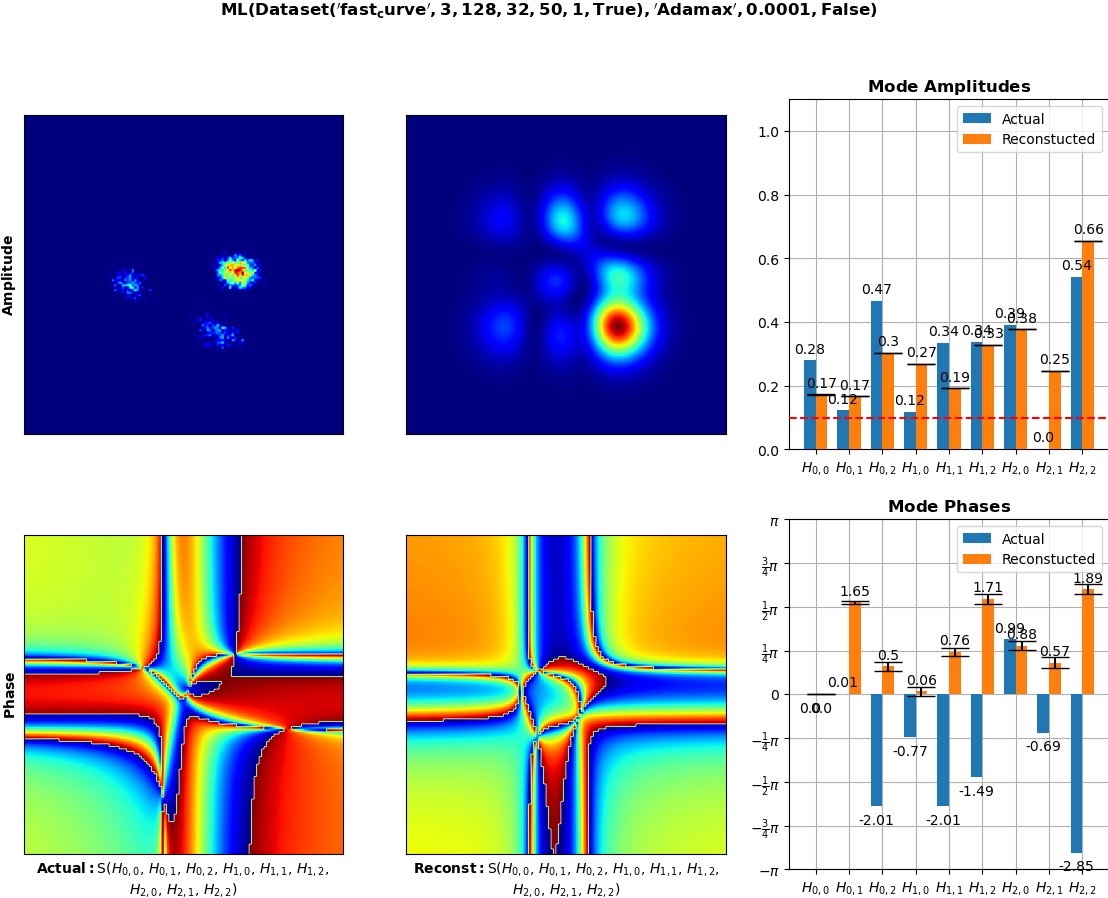 ML(Dataset('fast_curve', 3, 128, 32, 50, 1, True), 'Adamax', 0.0001, False)
Amplitude
Mode Amplitudes
Actual
Reconstucted
1.0
0.8
0.6
0.4
0.2
0.0
0.28
0.17
0.12
0.17
0.47
0.3
0.12
0.27
0.34
0.19
0.34
0.33
0.39
0.38
0.0
0.25
0.54
0.66
H0,0 H0,1 H0,2 H1,0 H1,1 H1,2 H2,0 H2,1 H2,2
Phase
Mode Phases
Actual
Reconstucted
π
3/4π
1/2π
1/4π
0
−1/4π
−1/2π
−3/4π
−π
0.0
0.0
0.01
1.65
-2.01
0.5
-0.77
0.06
-2.01
0.76
-1.49
1.71
0.99
0.88
-0.69
0.57
-2.85
1.89
H0,0 H0,1 H0,2 H1,0 H1,1 H1,2 H2,0 H2,1 H2,2
Actual: S(H0,0, H0,1, H0,2, H1,0, H1,1, H1,2,
H2,0, H2,1, H2,2)
Reconst: S(H0,0, H0,1, H0,2, H1,0, H1,1, H1,2,
H2,0, H2,1, H2,2)